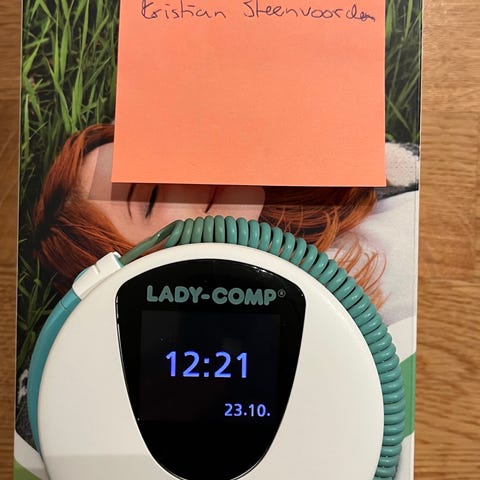 Kristian Steenvoorden
LADY-COMP®
12:21
23.10.